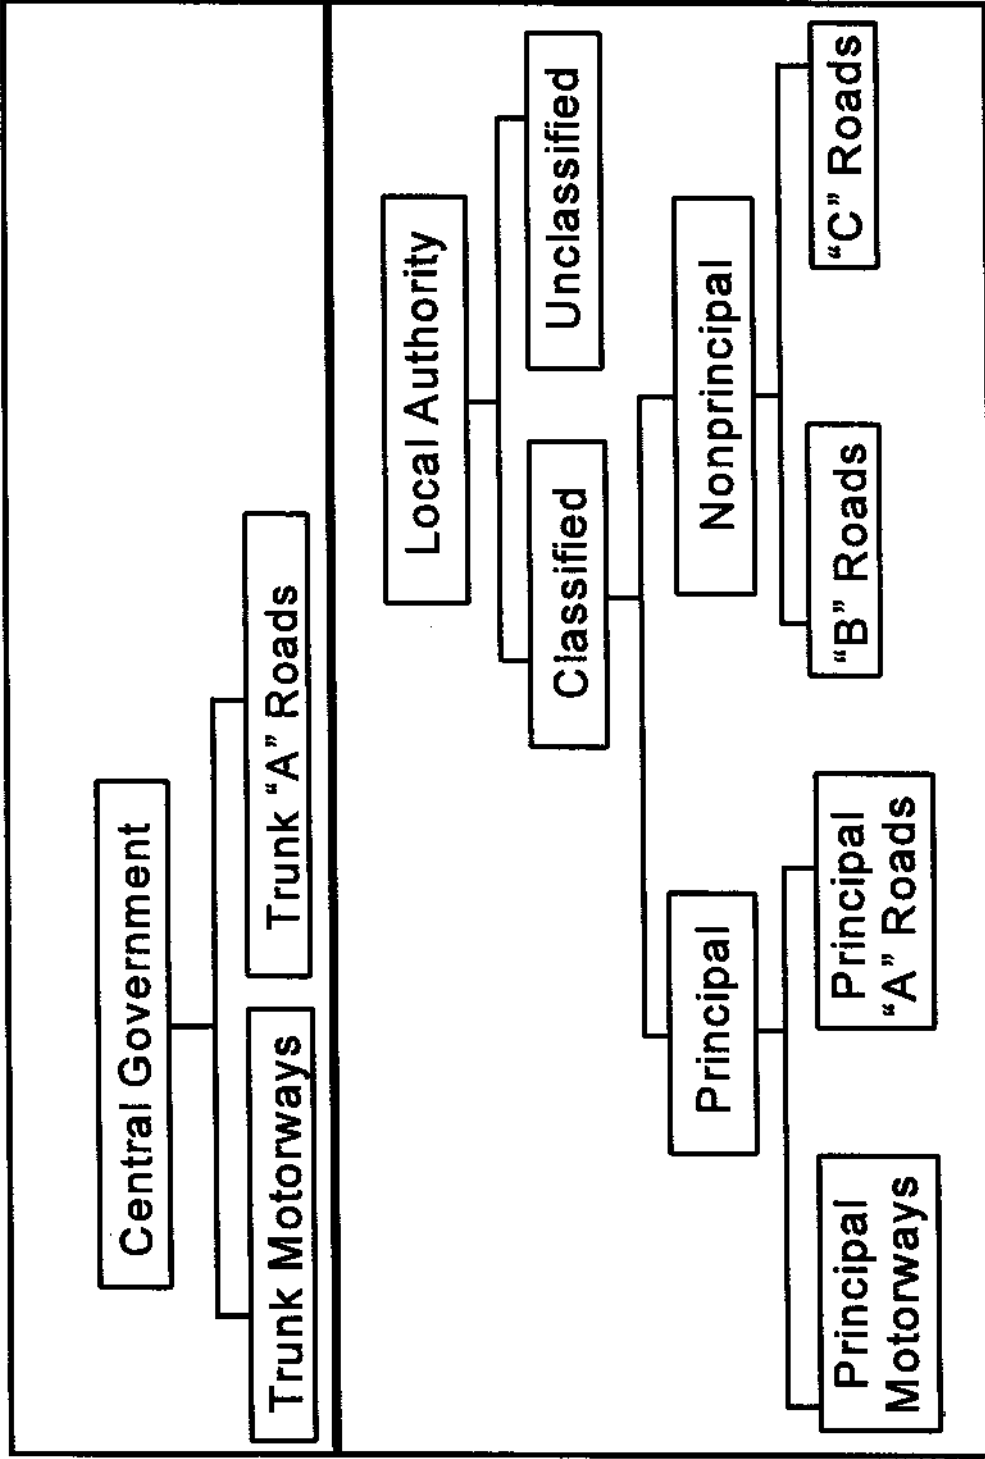 Central Government
Trunk Motorways
Trunk “A” Roads
Local Authority
Classified
Unclassified
Principal
Nonprincipal
Principal
Motorways
Principal
“A” Roads
“B” Roads
“C” Roads